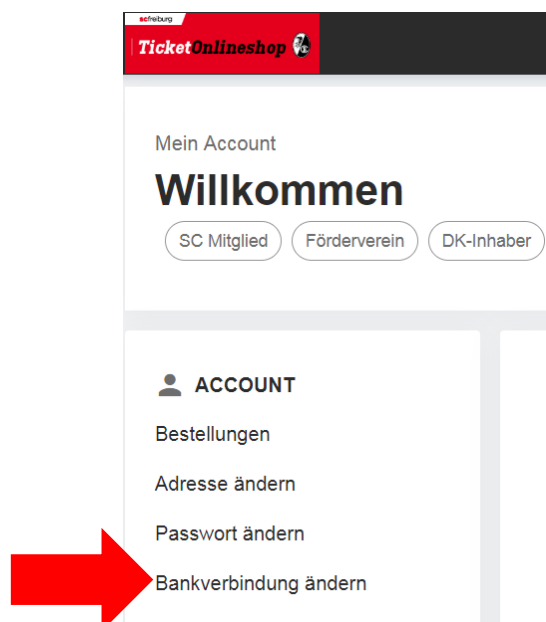 scfreiburg
TicketOnlineshop
Mein Account
Willkommen
SC Mitglied Förderverein DK-Inhaber
ACCOUNT
Bestellungen
Adresse ändern
Passwort ändern
Bankverbindung ändern